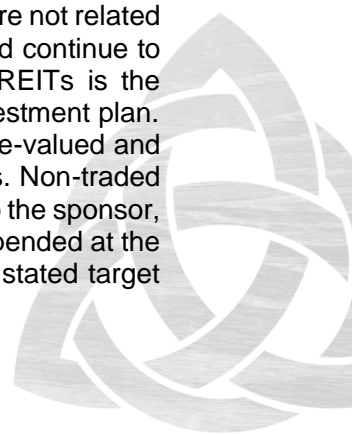 re not related
d continue to
REITs is the
estment plan.
e-valued and
s. Non-traded
o the sponsor,
pended at the
stated target